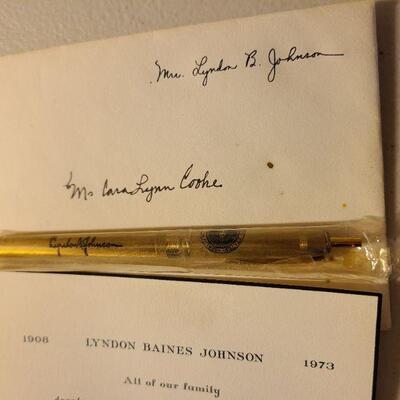 Mrs. Lyndon B. Johnson
Ms Cara Lynn Cooke
Lyndon B. Johnson
1908 LYNDON BAINES JOHNSON 1973
All of our family